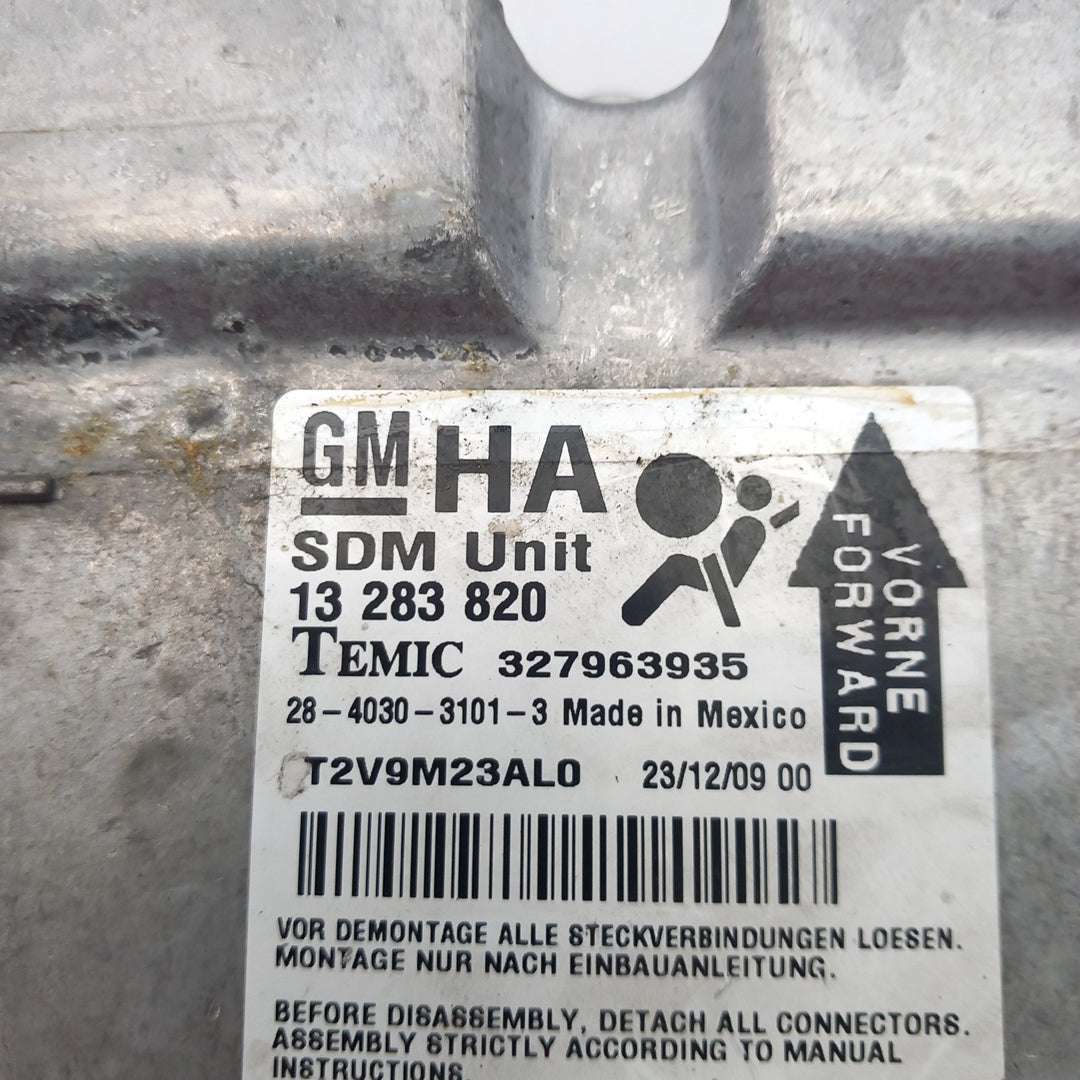 GM HA
SDM Unit
13 283 820
TEMIC 327963935
28-4030-3101-3 Made in Mexico
T2V9M23AL0 23/12/09 00
VORNE
FORWARD
VOR DEMONTAGE ALLE STECKVERBINDUNGEN LOESEN.
MONTAGE NUR NACH EINBAUANLEITUNG.
BEFORE DISASSEMBLY, DETACH ALL CONNECTORS.
ASSEMBLY STRICTLY ACCORDING TO MANUAL
INSTRUCTIONS.